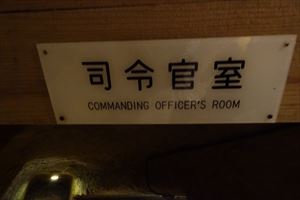 司令官室
COMMANDING OFFICER'S ROOM